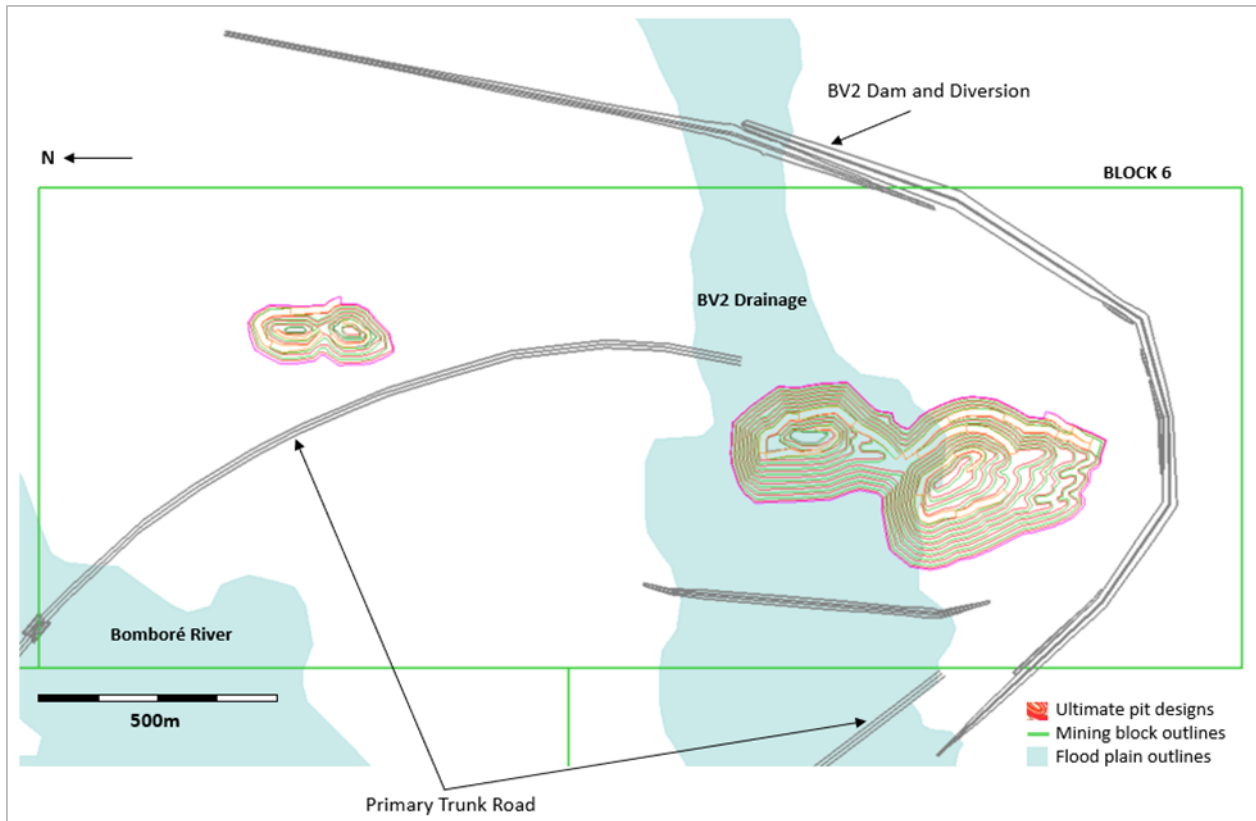 BV2 Dam and Diversion
N
BLOCK 6
BV2 Drainage
Bomboré River
500m
Ultimate pit designs
Mining block outlines
Flood plain outlines
Primary Trunk Road